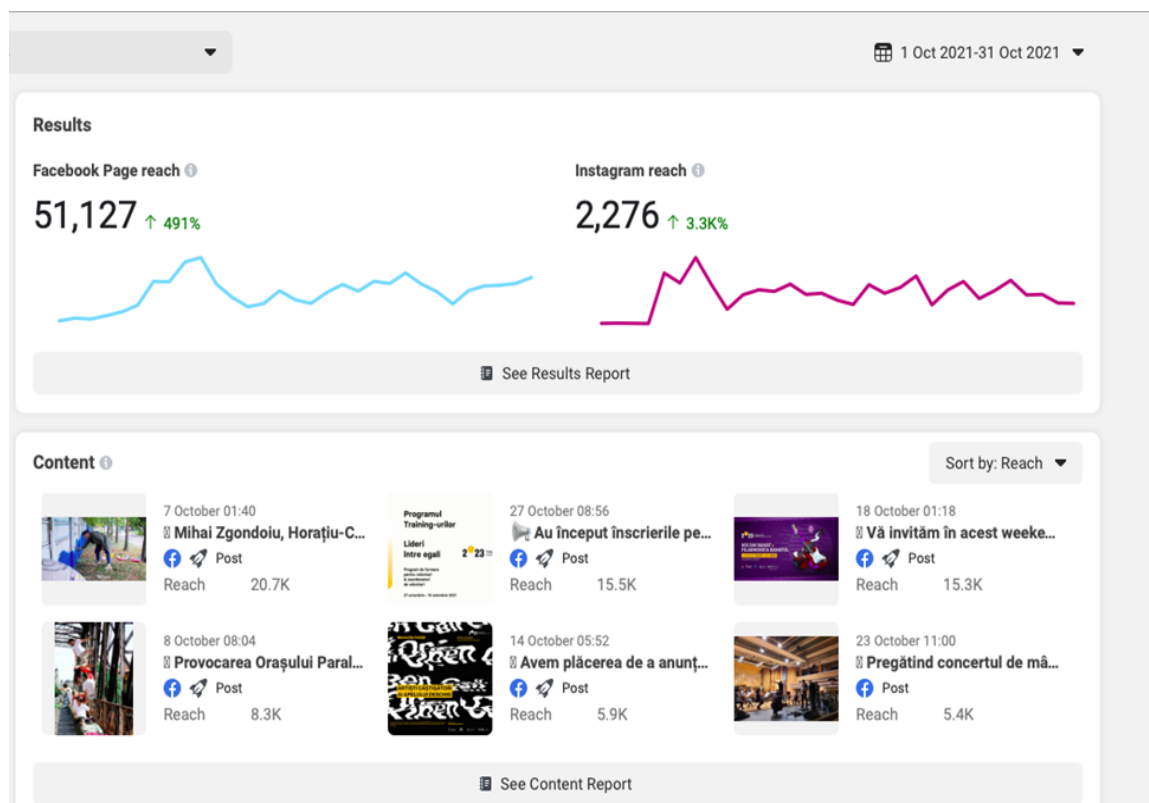 1 Oct 2021-31 Oct 2021
Results
Facebook Page reach
51,127 ↑ 491%
Instagram reach
2,276 ↑ 3.3K%
See Results Report
Content
Sort by: Reach
7 October 01:40
Mihai Zgondoiu, Horațiu-C...
Post
Reach 20.7K
Programul
Training-urilor
Lideri
între egali
27 October 08:56
Au început înscrierile pe...
Post
Reach 15.5K
18 October 01:18
Vă invităm în acest weeke...
Post
Reach 15.3K
8 October 08:04
Provocarea Orașului Paral...
Post
Reach 8.3K
ARTIȘTI CÂȘTIGĂTORI
AI APELULUI DESCHIS
14 October 05:52
Avem plăcerea de a anunț...
Post
Reach 5.9K
23 October 11:00
Pregătind concertul de mâ...
Post
Reach 5.4K
See Content Report